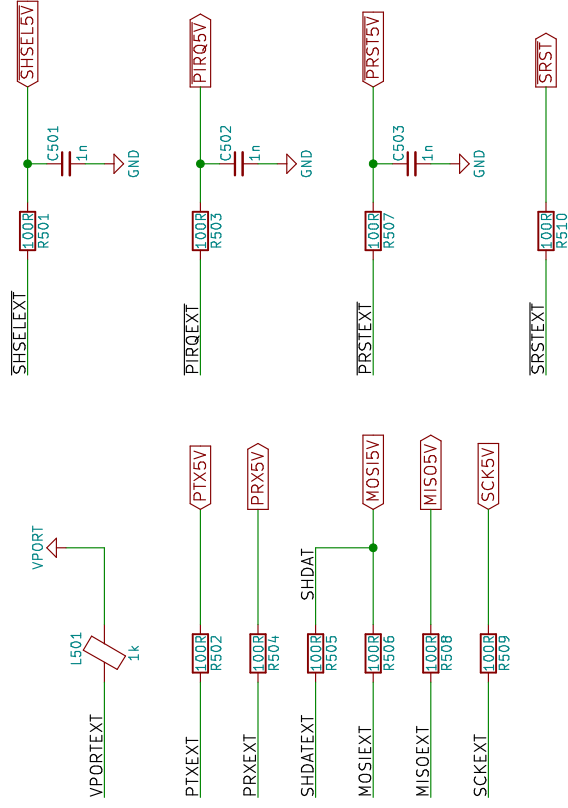 SHSEL5V
C501
1n
GND
100R
R501
SHSELEXT
PIRQ5V
C502
1n
GND
100R
R503
PIRQEXT
PRST5V
C503
1n
GND
100R
R507
PRSTEXT
SRST
100R
R510
SRSTEXT
VPORT
L501
1k
VPORTEXT
PTX5V
100R
R502
PTXEXT
PRX5V
100R
R504
PRXEXT
SHDAT
100R
R505
SHDATEXT
MOSI5V
100R
R506
MOSIEXT
MISO5V
100R
R508
MISOEXT
SCK5V
100R
R509
SCKEXT